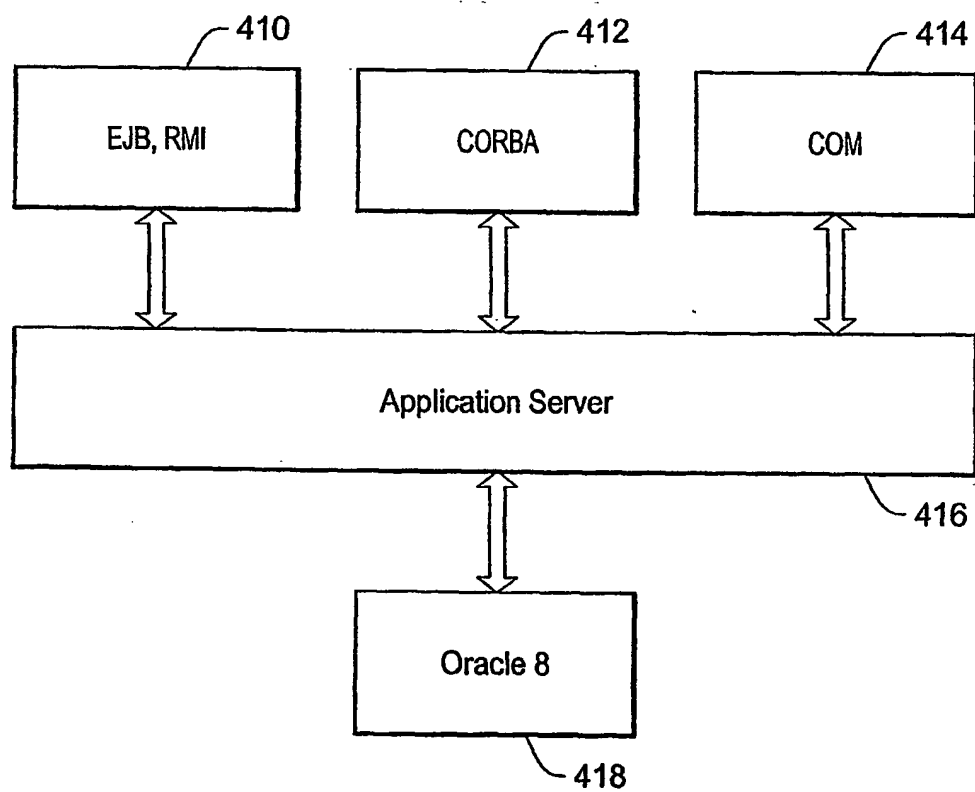 410
412
414
EJB, RMI
CORBA
COM
Application Server
416
Oracle 8
418